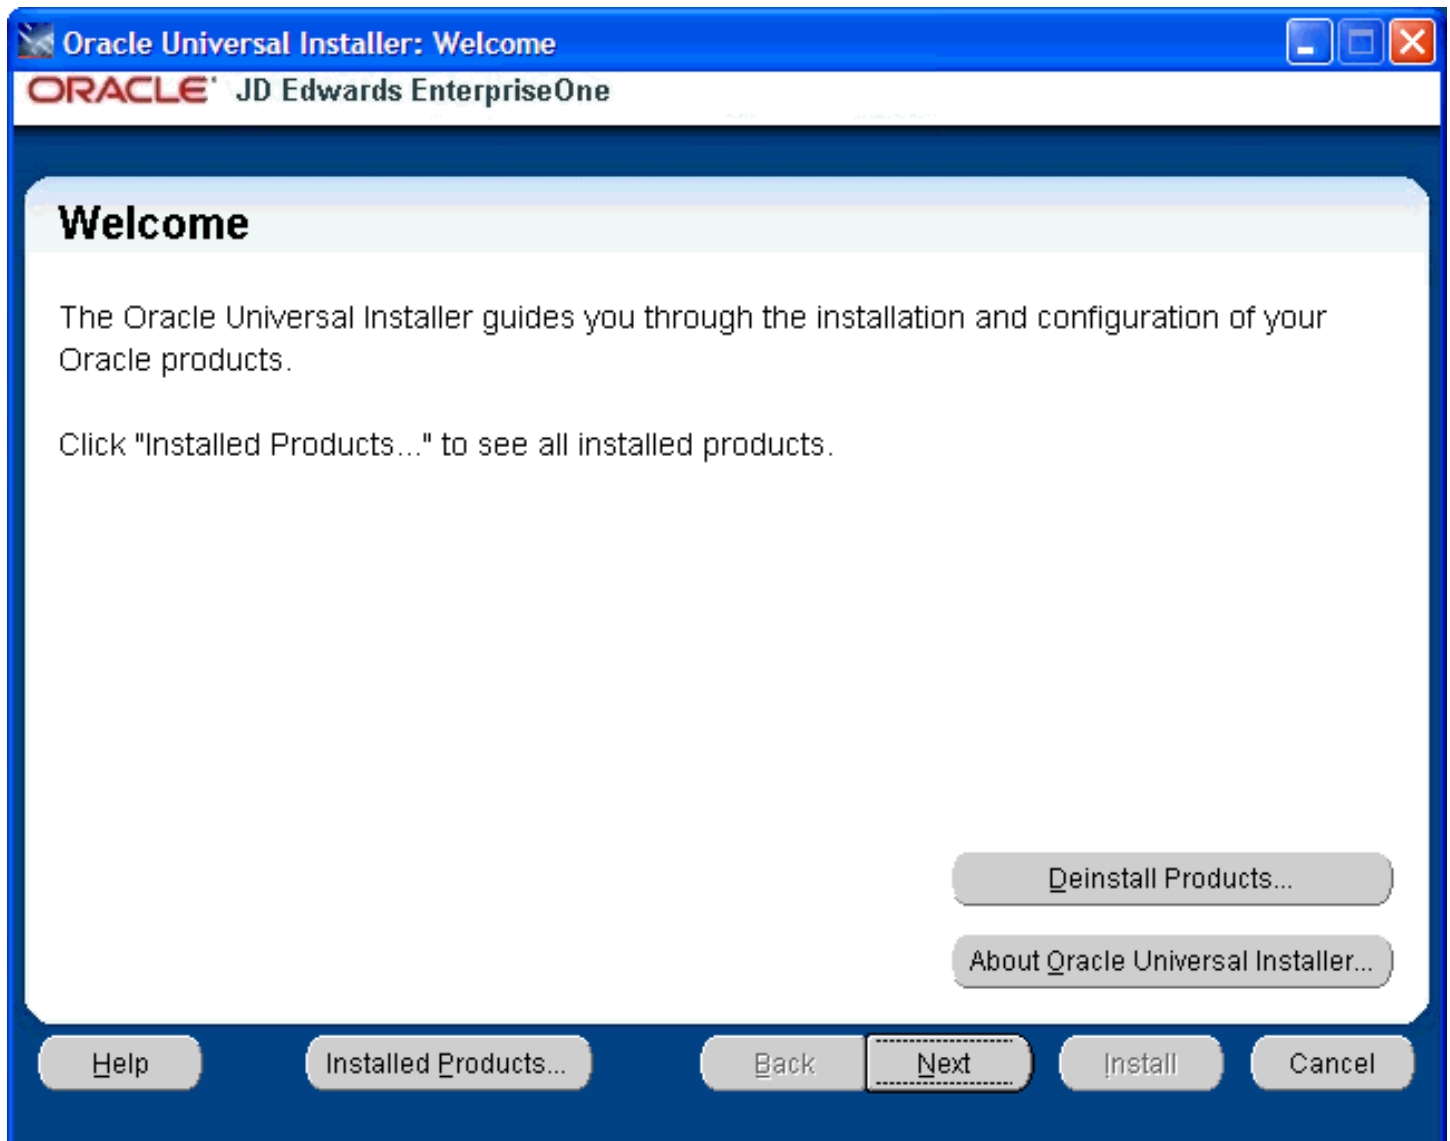 Oracle Universal Installer: Welcome
ORACLE JD Edwards EnterpriseOne
Welcome
The Oracle Universal Installer guides you through the installation and configuration of your
Oracle products.
Click "Installed Products..." to see all installed products.
Deinstall Products...
About Oracle Universal Installer...
Help Installed Products... Back Next Install Cancel